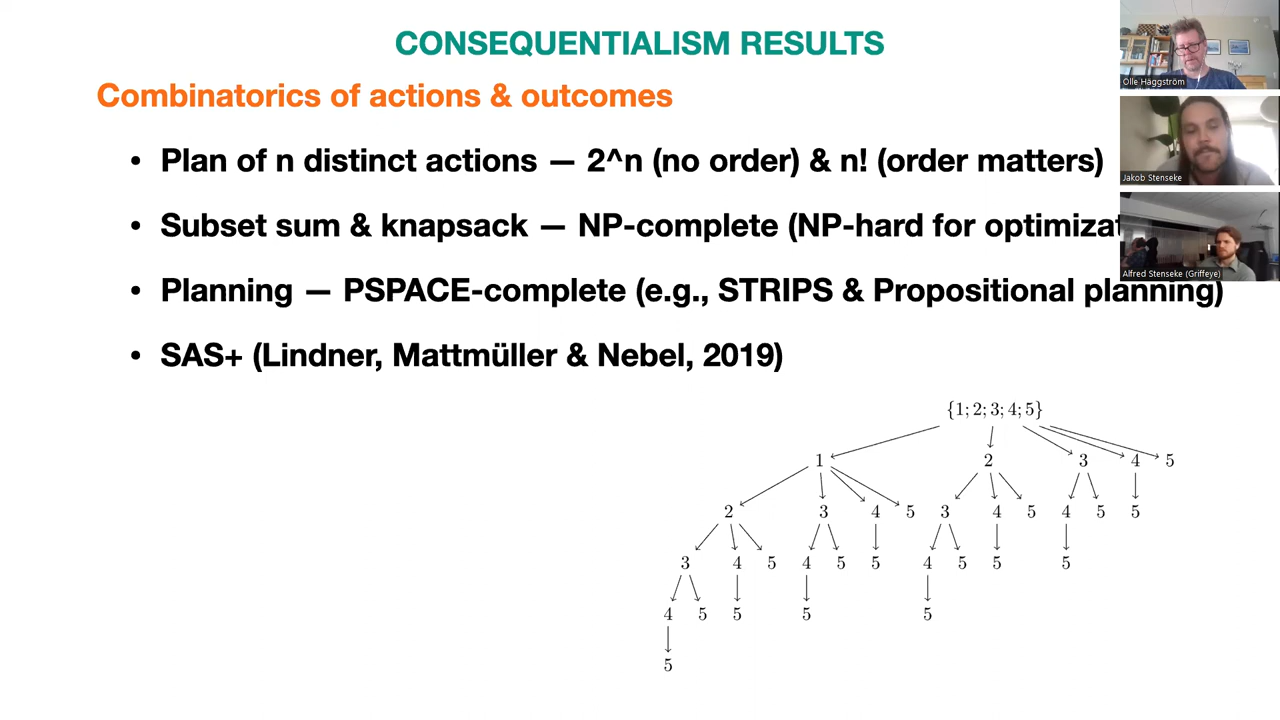 CONSEQUENTIALISM RESULTS
Combinatorics of actions & outcomes
• Plan of n distinct actions — 2^n (no order) & n! (order matters)
• Subset sum & knapsack — NP-complete (NP-hard for optimizat
• Planning — PSPACE-complete (e.g., STRIPS & Propositional planning)
• SAS+ (Lindner, Mattmüller & Nebel, 2019)
{1; 2; 3; 4; 5}
1 2 3 4 5
2 3 4 5 3 4 5 4 5 5
3 4 5 4 5 5 4 5 5 5
4 5 5 5 5
5
Olle Häggström
Jakob Stenseke
Alfred Stenseke (Griffeye)